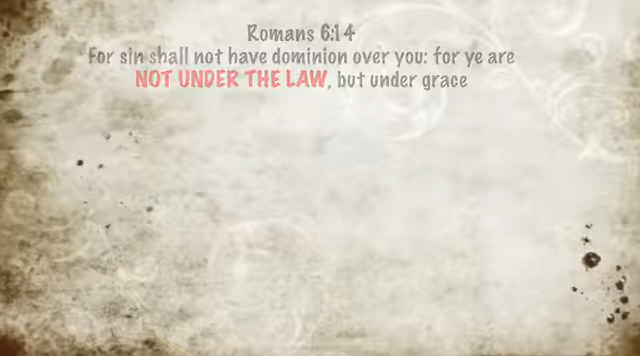 Romans 6:14
For sin shall not have dominion over you: for ye are
NOT UNDER THE LAW, but under grace